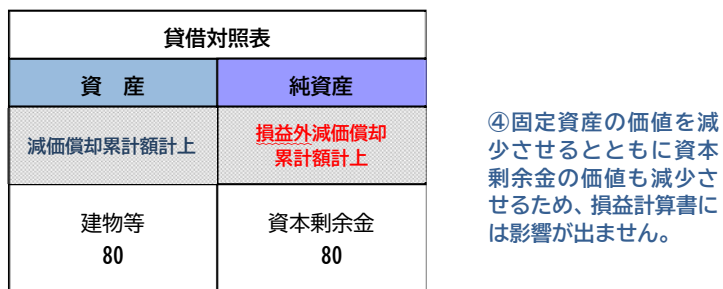 貸借対照表
資　産　純資産
減価償却累計額計上
損益外減価償却
累計額計上
建物等
80
資本剰余金
80
④固定資産の価値を減
少させるとともに資本
剰余金の価値も減少さ
せるため、損益計算書に
は影響が出ません。